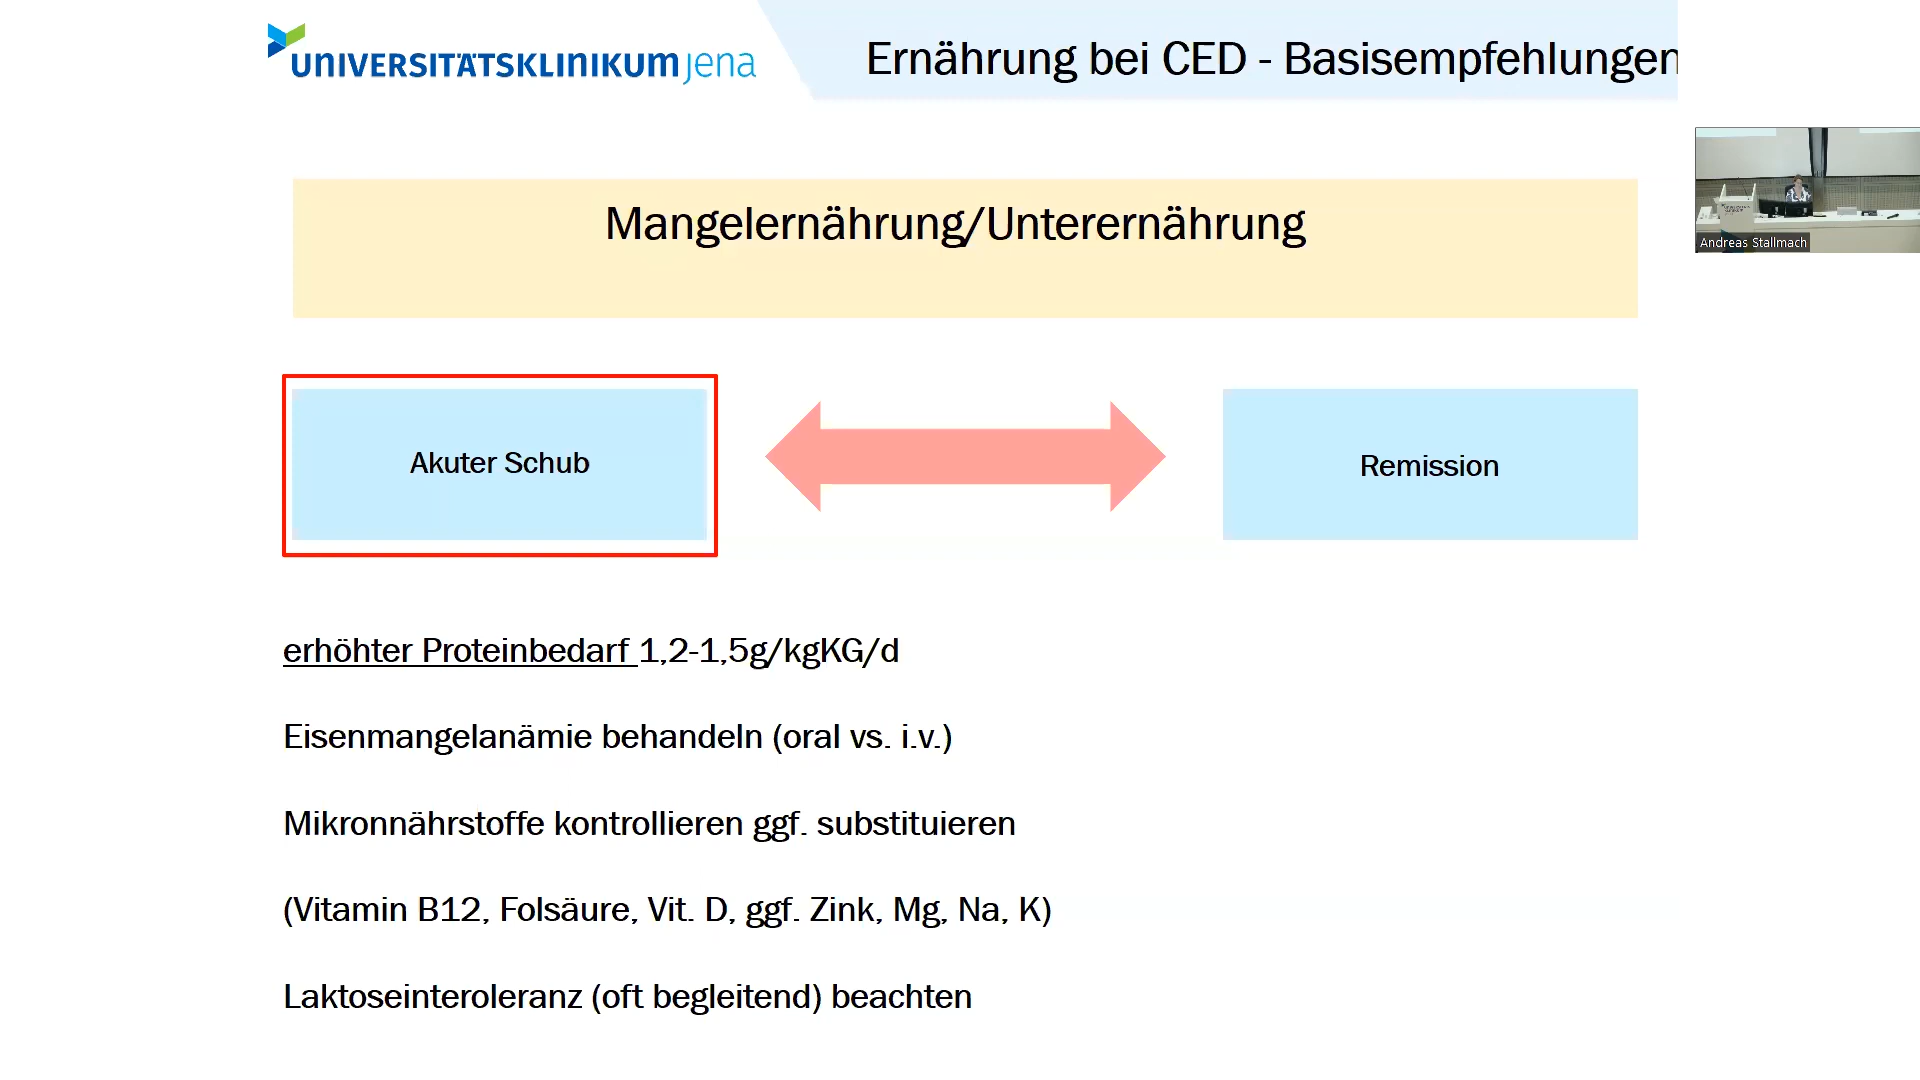 UNIVERSITÄTSKLINIKUM jena
Ernährung bei CED - Basisempfehlungen
Mangelernährung/Unterernährung
Andreas Stallmach
Akuter Schub
Remission
erhöhter Proteinbedarf 1,2-1,5g/kgKG/d
Eisenmangelanämie behandeln (oral vs. i.v.)
Mikronnährstoffe kontrollieren ggf. substituieren
(Vitamin B12, Folsäure, Vit. D, ggf. Zink, Mg, Na, K)
Laktoseinteroleranz (oft begleitend) beachten